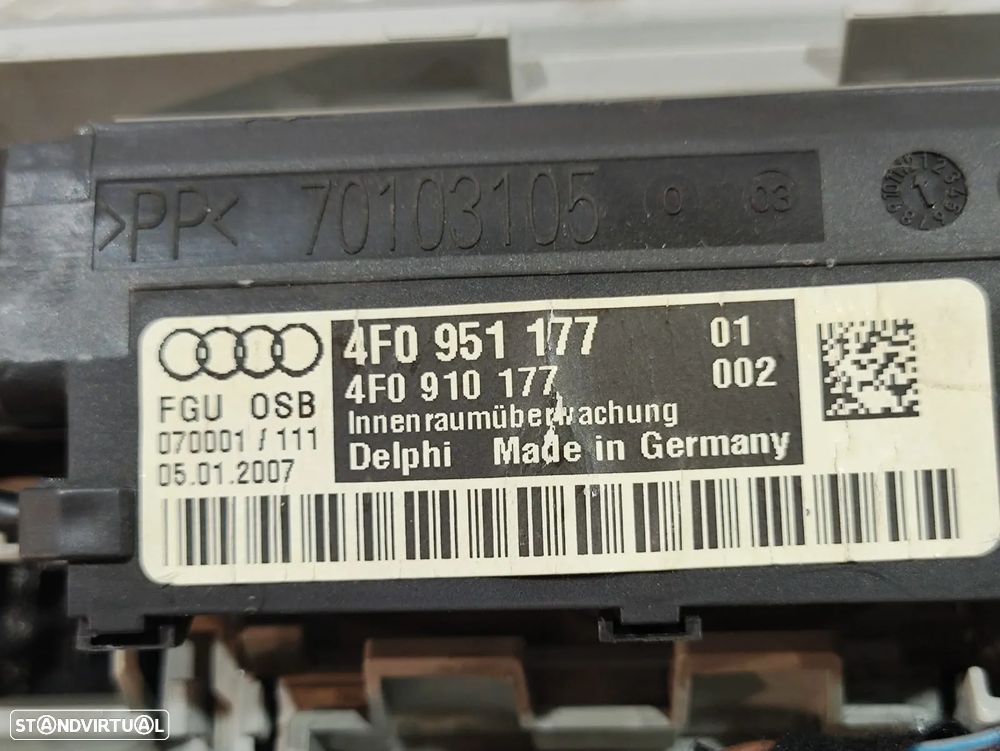 >PP< 70103105 0 03
4F0 951 177 01
4F0 910 177 002
Innenraumüberwachung
Delphi Made in Germany
FGU OSB
070001 / 111
05.01.2007
STANDVIRTUAL